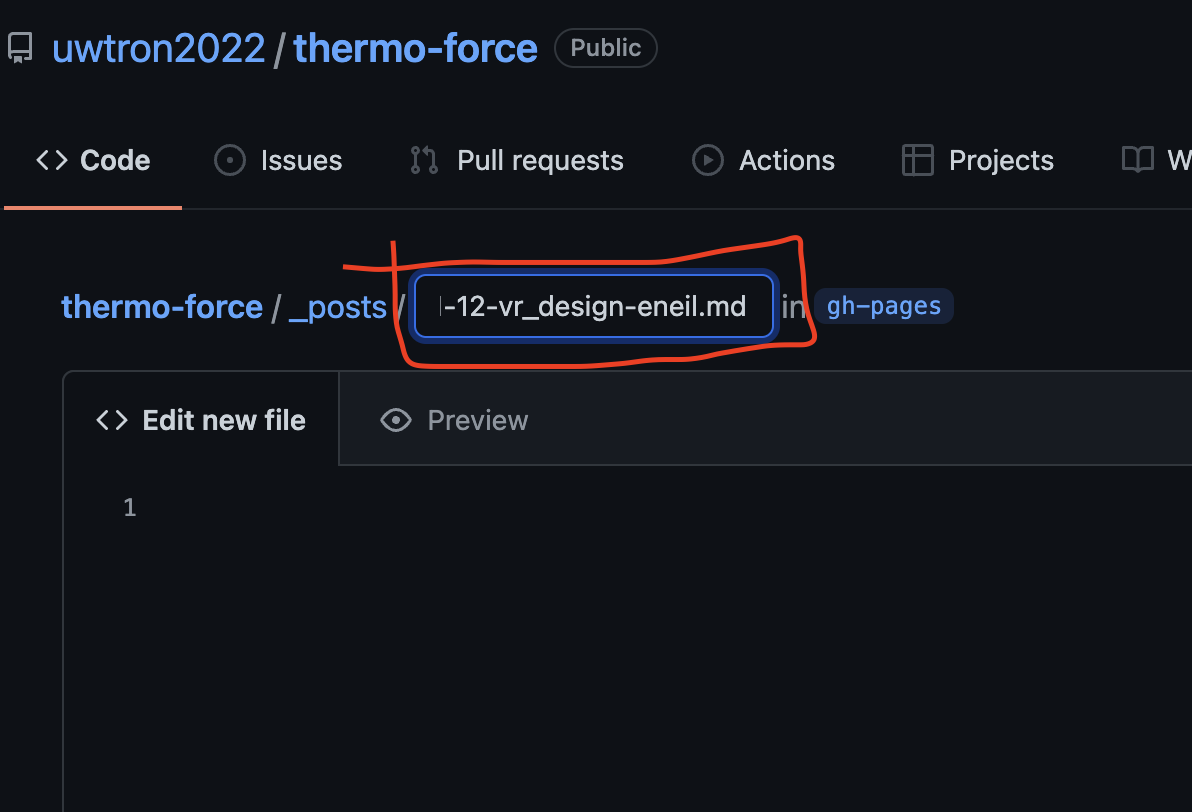 uwtron2022 / thermo-force Public
Code Issues Pull requests Actions Projects W
thermo-force / _posts / -12-vr_design-eneil.md in gh-pages
Edit new file Preview
1